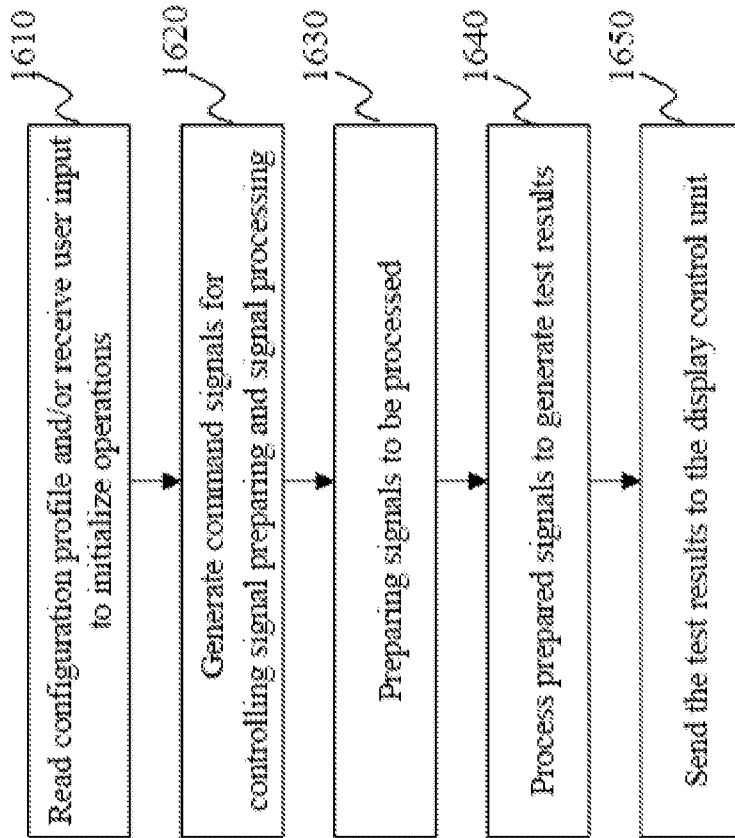 Read configuration profile and/or receive user input
to initialize operations
1610
Generate command signals for
controlling signal preparing and signal processing
1620
Preparing signals to be processed
1630
Process prepared signals to generate test results
1640
Send the test results to the display control unit
1650